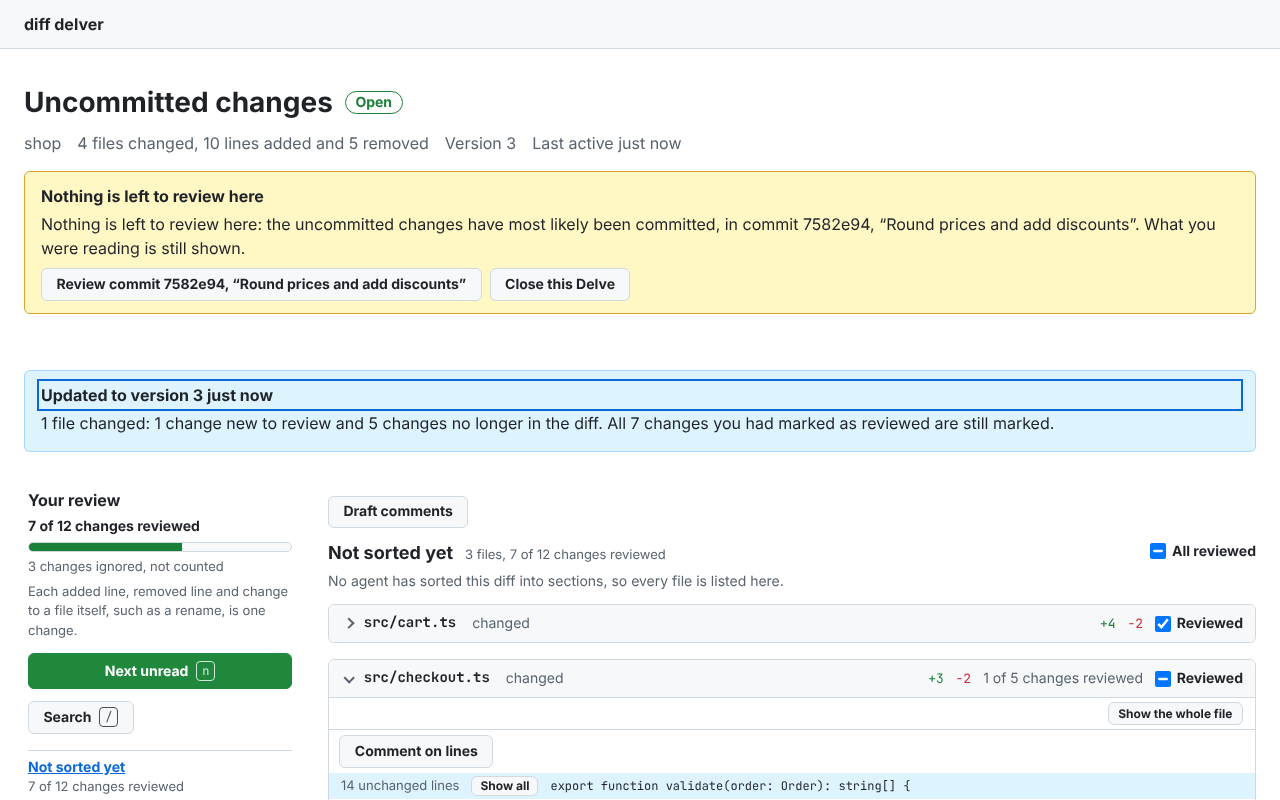 diff delver
Uncommitted changes Open
shop 4 files changed, 10 lines added and 5 removed Version 3 Last active just now
Nothing is left to review here
Nothing is left to review here: the uncommitted changes have most likely been committed, in commit 7582e94, “Round prices and add discounts”. What you
were reading is still shown.
Review commit 7582e94, “Round prices and add discounts” Close this Delve
Updated to version 3 just now
1 file changed: 1 change new to review and 5 changes no longer in the diff. All 7 changes you had marked as reviewed are still marked.
Your review
7 of 12 changes reviewed
3 changes ignored, not counted
Each added line, removed line and change
to a file itself, such as a rename, is one
change.
Next unread n
Search /
Not sorted yet
7 of 12 changes reviewed
Draft comments
Not sorted yet 3 files, 7 of 12 changes reviewed All reviewed
No agent has sorted this diff into sections, so every file is listed here.
src/cart.ts changed +4 -2 Reviewed
src/checkout.ts changed +3 -2 1 of 5 changes reviewed Reviewed
Show the whole file
Comment on lines
14 unchanged lines Show all export function validate(order: Order): string[] {